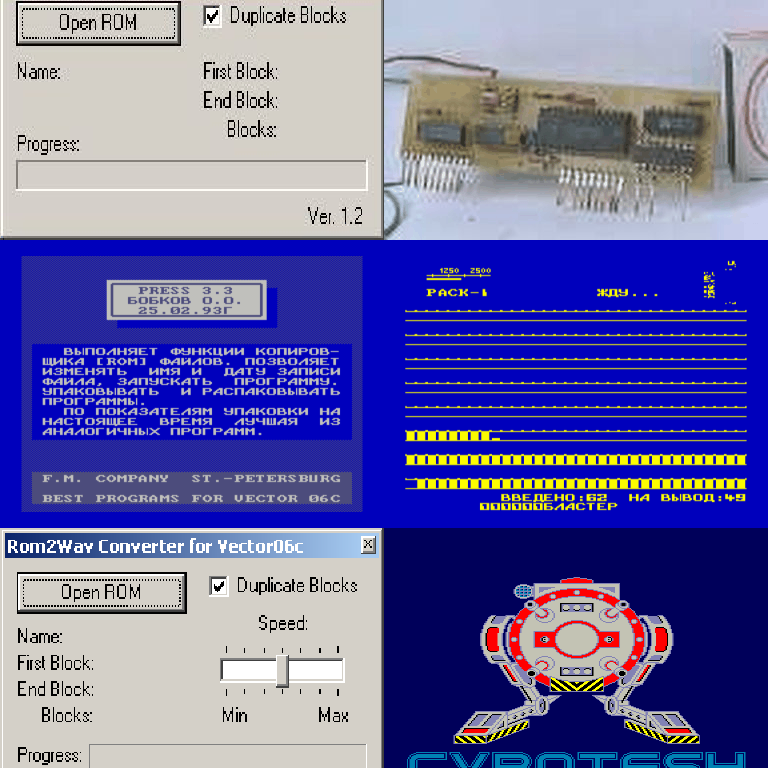 Open ROM
Duplicate Blocks
Name:
First Block:
End Block:
Blocks:
Progress:
Ver. 1.2
PRESS 3.3
БОБКОВ О.О.
25.02.93Г
ВЫПОЛНЯЕТ ФУНКЦИИ КОПИРОВ-
ЩИКА [ROM] ФАЙЛОВ. ПОЗВОЛЯЕТ
ИЗМЕНЯТЬ ИМЯ И ДАТУ ЗАПИСИ
ФАЙЛА, ЗАПУСКАТЬ ПРОГРАММУ.
УПАКОВЫВАТЬ И РАСПАКОВЫВАТЬ
ПРОГРАММЫ.
ПО ПОКАЗАТЕЛЯМ УПАКОВКИ НА
НАСТОЯЩЕЕ ВРЕМЯ ЛУЧШАЯ ИЗ
АНАЛОГИЧНЫХ ПРОГРАММ.
F.M. COMPANY ST.-PETERSBURG
BEST PROGRAMS FOR VECTOR 06C
1250 2500
ЖДУ...
ВВЕДЕНО:62 НА ВЫВОД:49
БЛАСТЕР
Rom2Wav Converter for Vector06c
Open ROM
Duplicate Blocks
Speed:
Name:
First Block:
End Block:
Blocks:
Min Max
Progress: